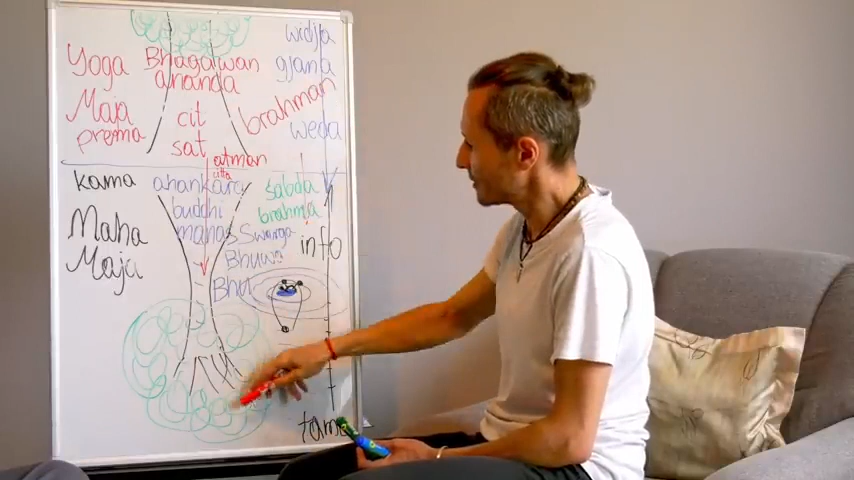 widja
Yoga Bhagawan gjana
ananda
Maja cit brahman
prema sat weda
atman
citta
kama ahankara sabda
buddhi brahma
Maha manas Swarga info
Maja Bhuwa
Bhu